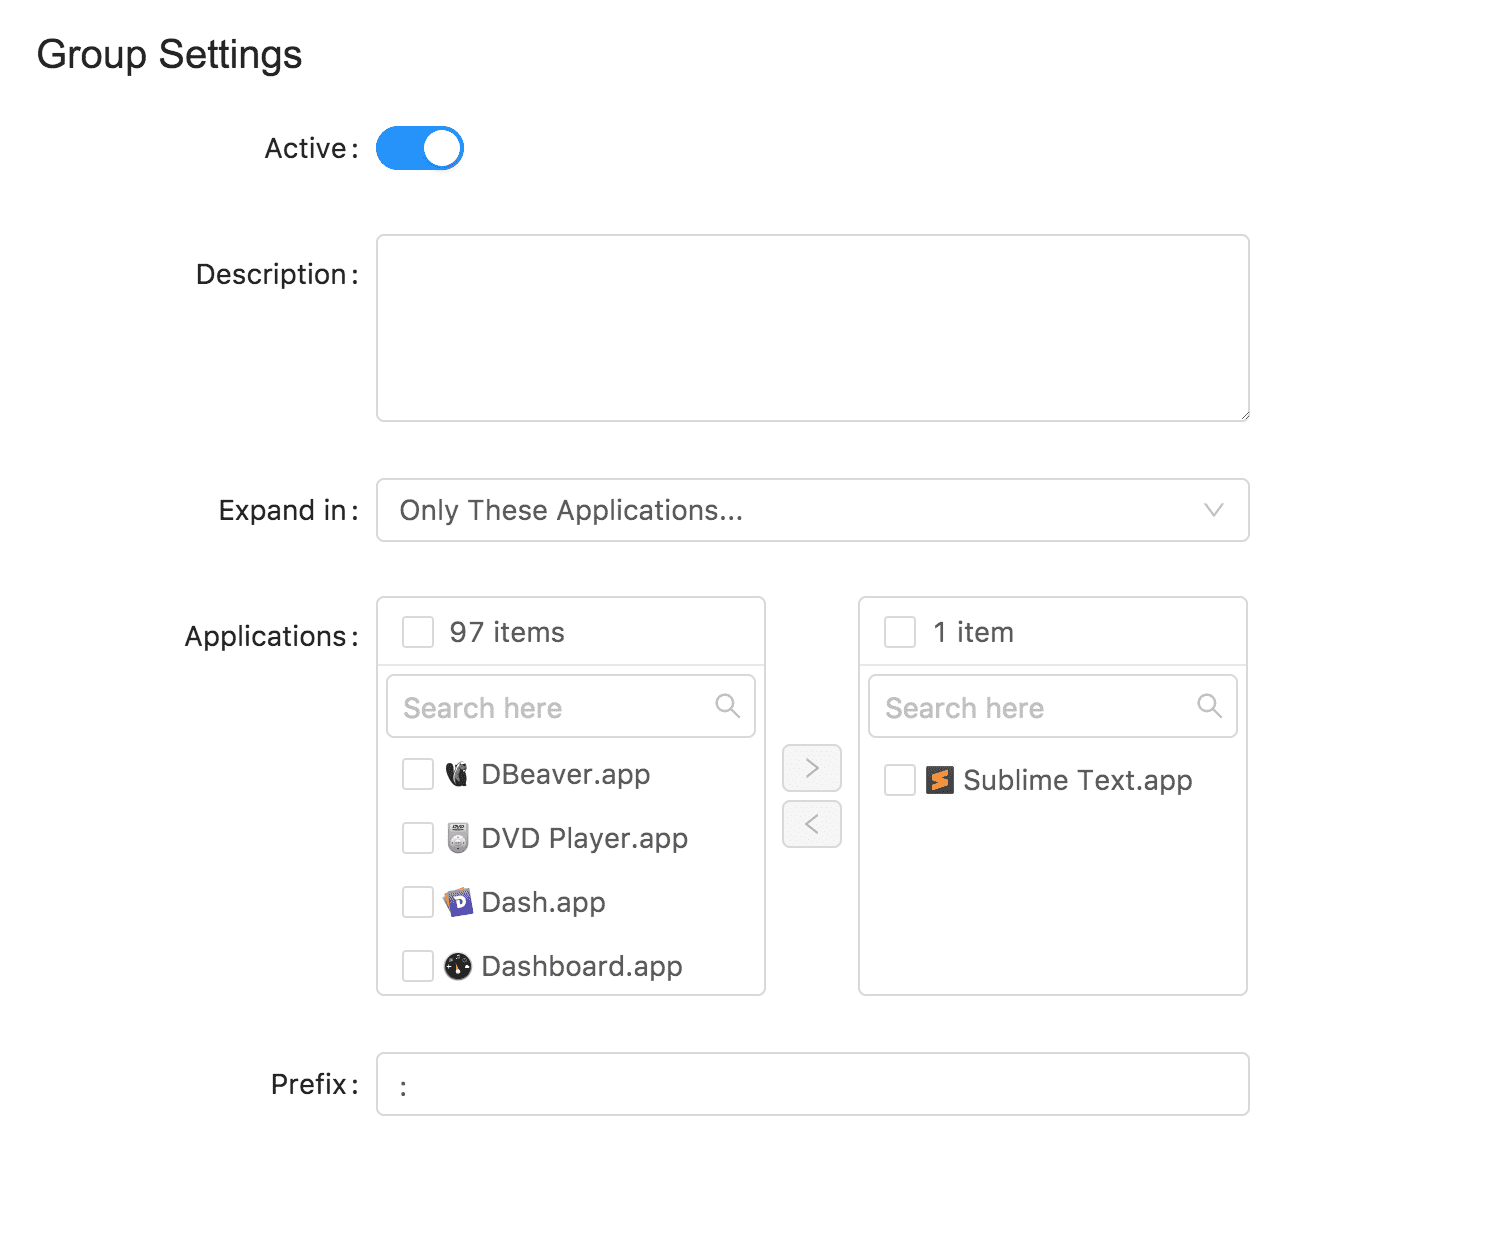 Group Settings
Active:
Description:
Expand in: Only These Applications...
Applications:
97 items
Search here
DBeaver.app
DVD Player.app
Dash.app
Dashboard.app
1 item
Search here
Sublime Text.app
Prefix: :